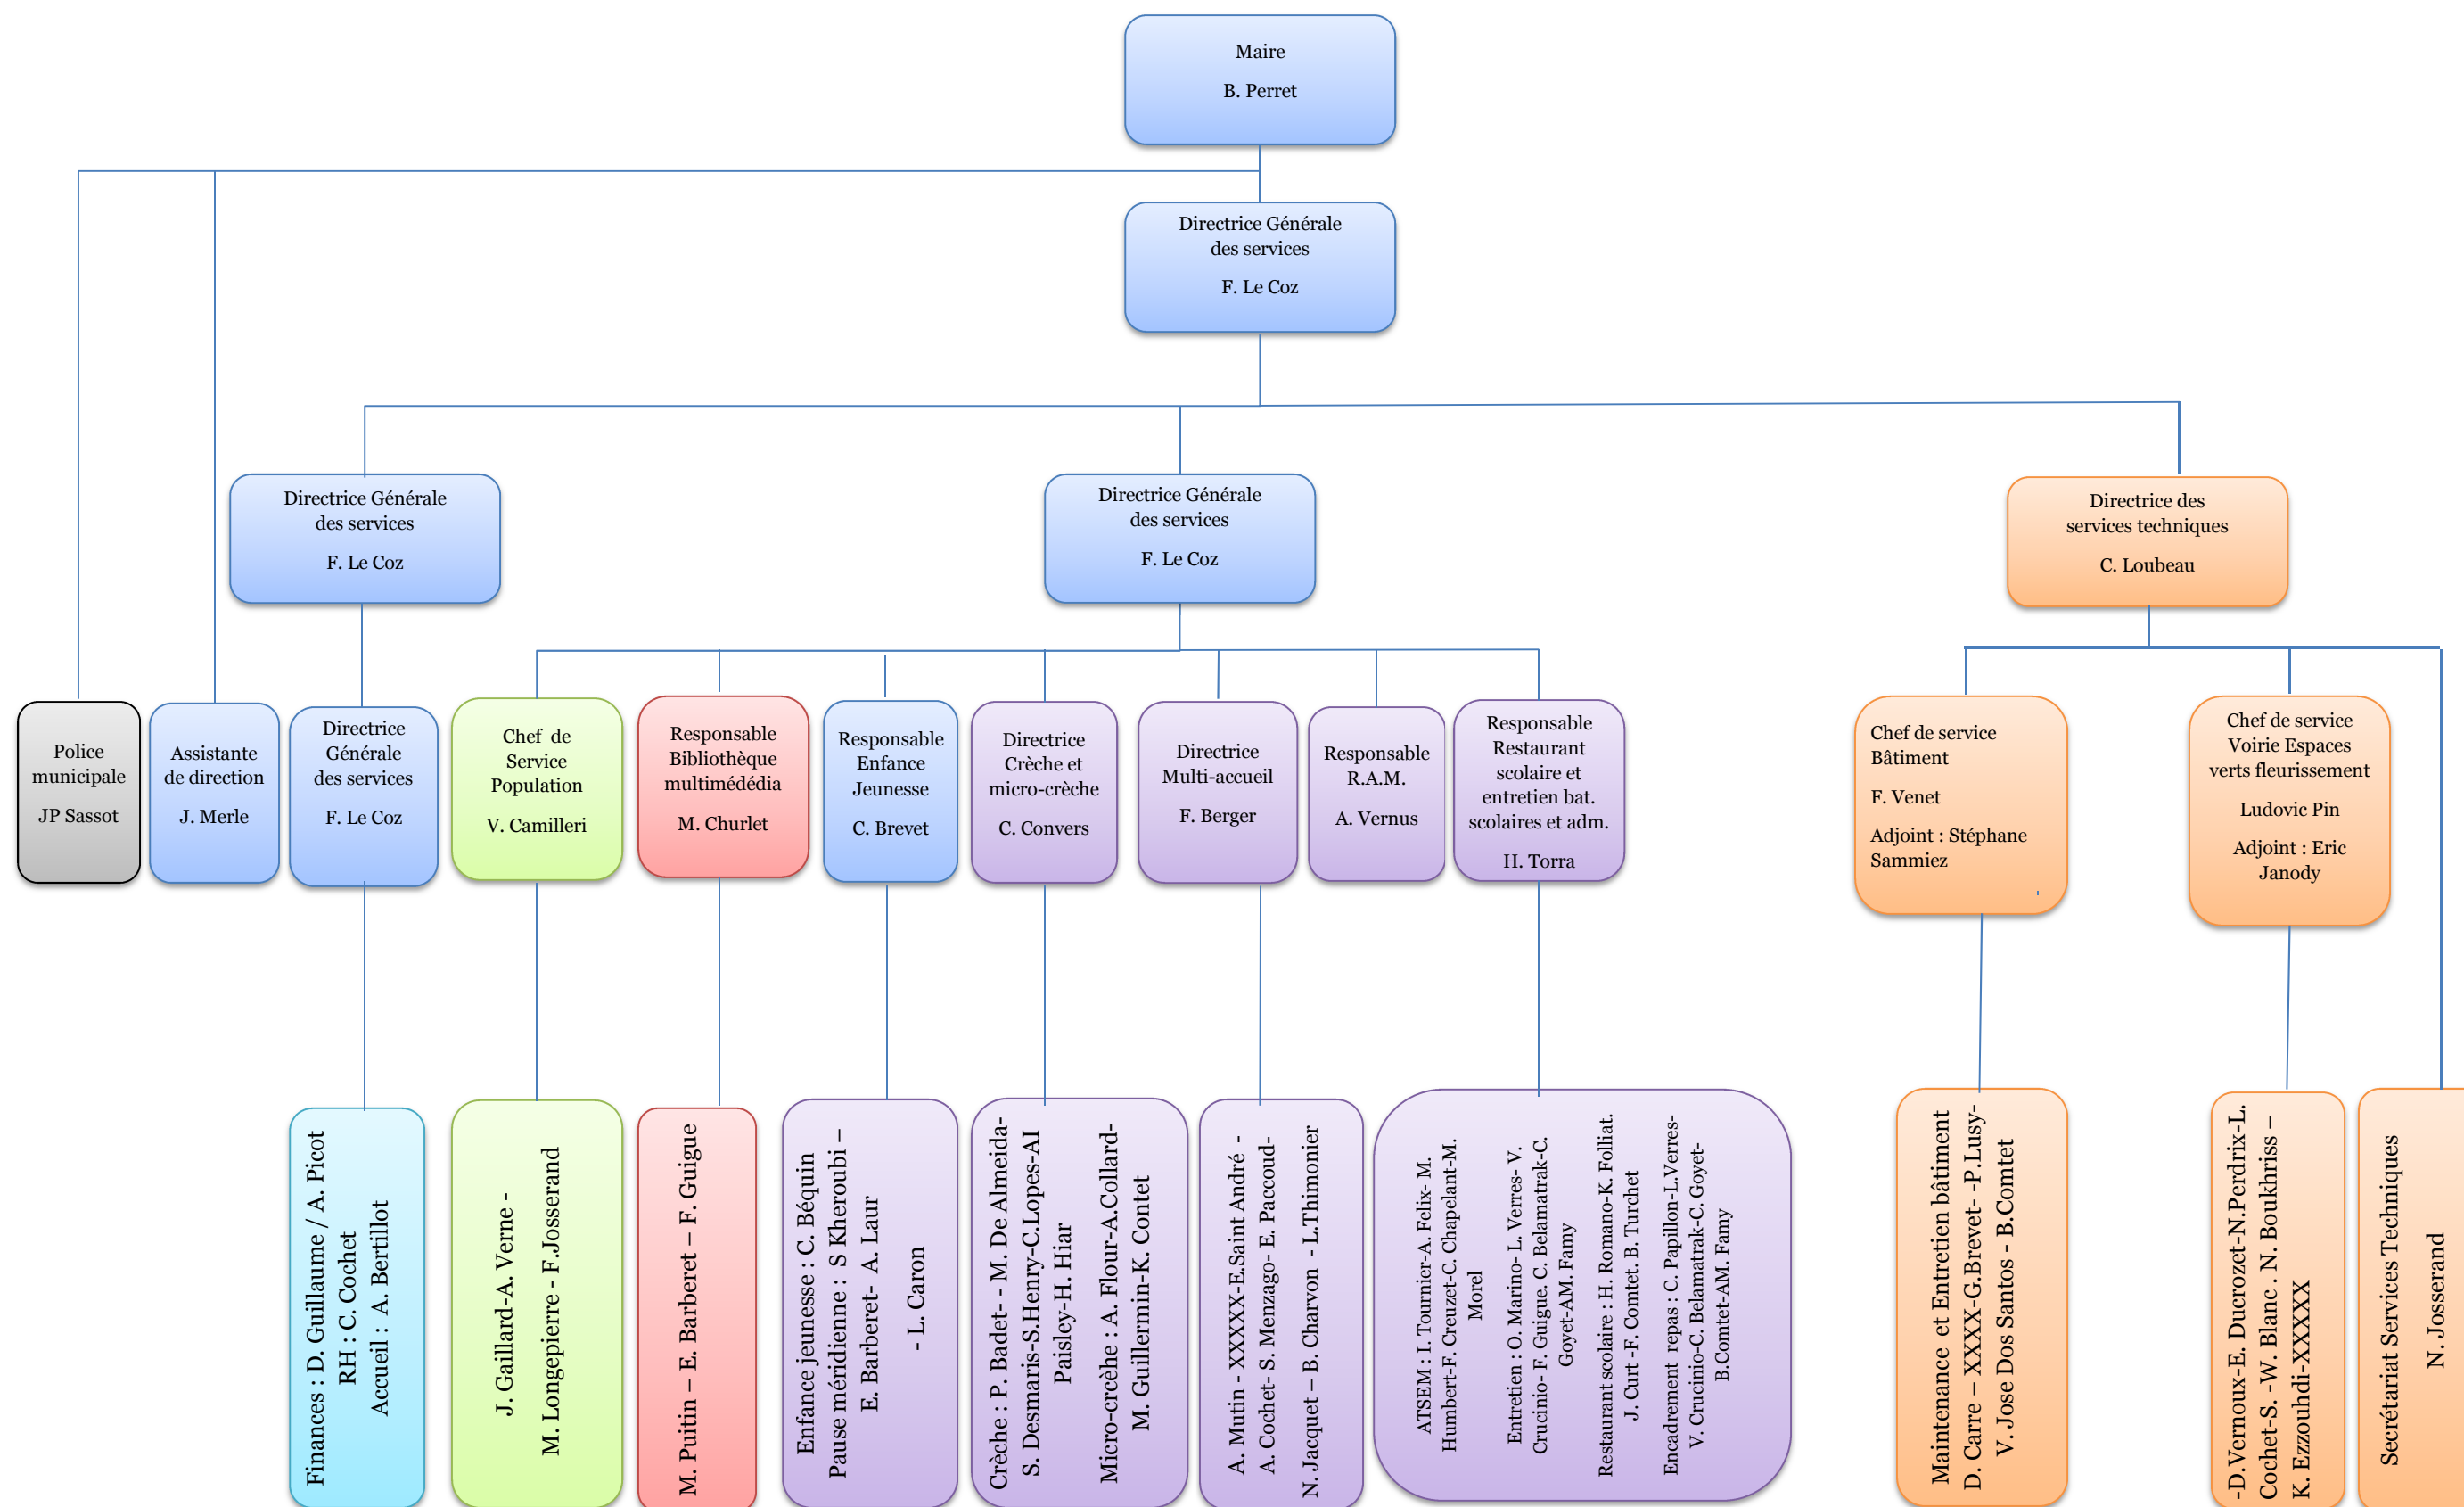 Maire
B. Perret
Directrice Générale
des services
F. Le Coz
Directrice Générale
des services
F. Le Coz
Directrice Générale
des services
F. Le Coz
Directrice des
services techniques
C. Loubeau
Police
municipale
JP Sassot
Assistante
de direction
J. Merle
Directrice
Générale
des services
F. Le Coz
Chef de
Service
Population
V. Camilleri
Responsable
Bibliothèque
multimédédia
M. Churlet
Responsable
Enfance
Jeunesse
C. Brevet
Directrice
Crèche et
micro-crèche
C. Convers
Directrice
Multi-accueil
F. Berger
Responsable
R.A.M.
A. Vernus
Responsable
Restaurant
scolaire et
entretien bat.
scolaires et adm.
H. Torra
Chef de service
Bâtiment
F. Venet
Adjoint : Stéphane
Sammiez
Chef de service
Voirie Espaces
verts fleurissement
Ludovic Pin
Adjoint : Eric
Janody
Finances : D. Guillaume / A. Picot
RH : C. Cochet
Accueil : A. Bertillot
J. Gaillard-A. Verne -
M. Longepierre - F.Josserand
M. Puitin – E. Barberet – F. Guigue
Enfance jeunesse : C. Béquin
Pause méridienne : S Kheroubi –
E. Barberet- A. Laur
- L. Caron
Crèche : P. Badet- - M. De Almeida-
S. Desmaris-S.Henry-C.Lopes-AI
Paisley-H. Hiar
Micro-crcèhe : A. Flour-A.Collard-
M. Guillermin-K. Contet
A. Mutin - XXXXX-E.Saint André -
A. Cochet- S. Menzago- E. Paccoud-
N. Jacquet – B. Charvon - L.Thimonier
ATSEM : I. Tournier-A. Felix- M.
Humbert-F. Creuzet-C. Chapelant-M.
Morel
Entretien : O. Marino- L. Verres- V.
Crucinio- F. Guigue. C. Belamatrak-C.
Goyet-AM. Famy
Restaurant scolaire : H. Romano-K. Folliat.
J. Curt -F. Comtet. B. Turchet
Encadrement repas : C. Papillon-L.Verres-
V. Crucinio-C. Belamatrak-C. Goyet-
B.Comtet-AM. Famy
Maintenance et Entretien bâtiment
D. Carre – XXXX-G.Brevet- -P.Lusy-
V. Jose Dos Santos - B.Comtet
-D.Vernoux-E. Ducrozet-N.Perdrix-L.
Cochet-S. -W. Blanc . N. Boukhriss –
K. Ezzouhdi-XXXXX
Secrétariat Services Techniques
N. Josserand